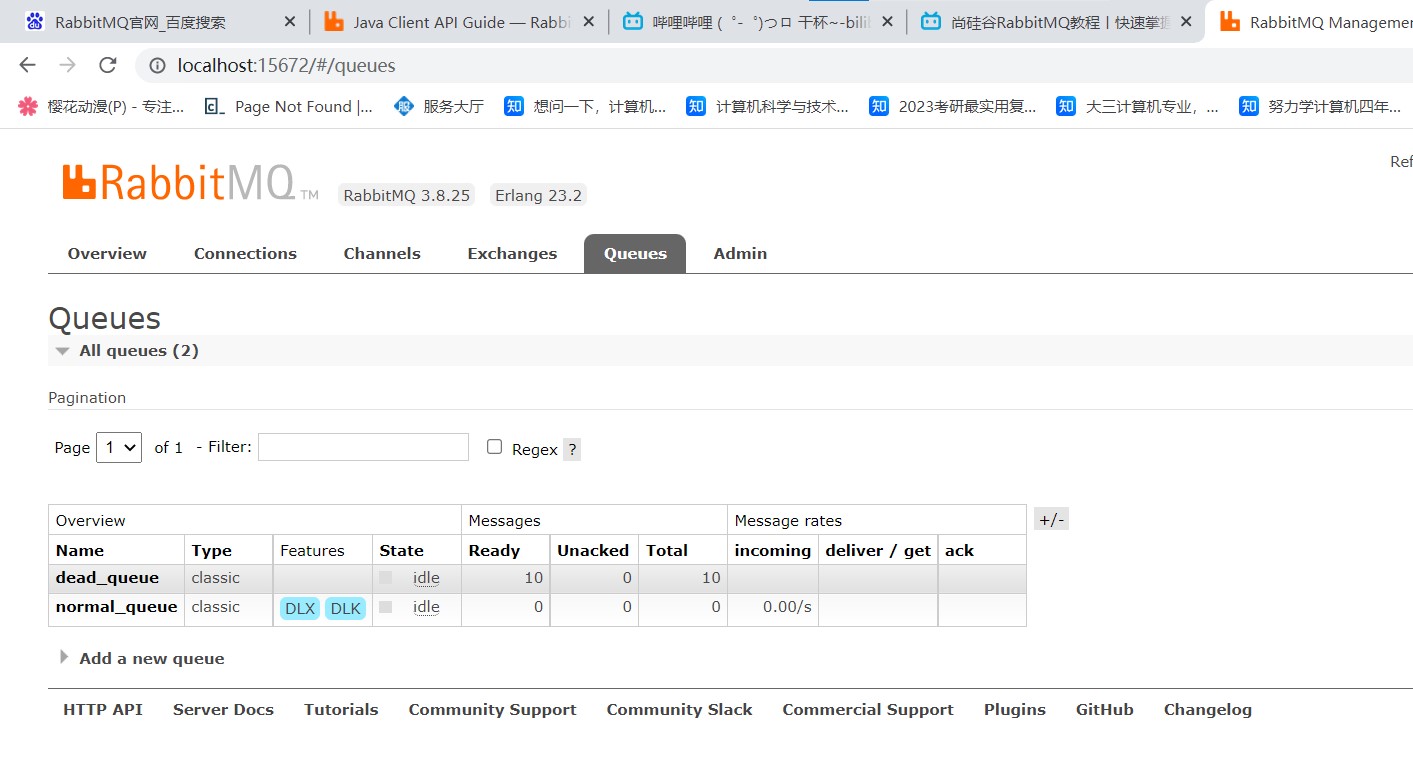 RabbitMQ官网_百度搜索
Java Client API Guide — Rabbi
哔哩哔哩 (゜-゜)つロ 干杯~-bili
尚硅谷RabbitMQ教程丨快速掌握
RabbitMQ Managemen
localhost:15672/#/queues
樱花动漫(P) - 专注...
Page Not Found |...
服务大厅
想问一下，计算机...
计算机科学与技术...
2023考研最实用复...
大三计算机专业，...
努力学计算机四年...
Ref
RabbitMQ TM
RabbitMQ 3.8.25
Erlang 23.2
Overview Connections Channels Exchanges Queues Admin
Queues
All queues (2)
Pagination
Page 1 of 1 - Filter: Regex ?
Overview Messages Message rates +/-
Name Type Features State Ready Unacked Total incoming deliver / get ack
dead_queue classic idle 10 0 10
normal_queue classic DLX DLK idle 0 0 0 0.00/s
Add a new queue
HTTP API Server Docs Tutorials Community Support Community Slack Commercial Support Plugins GitHub Changelog